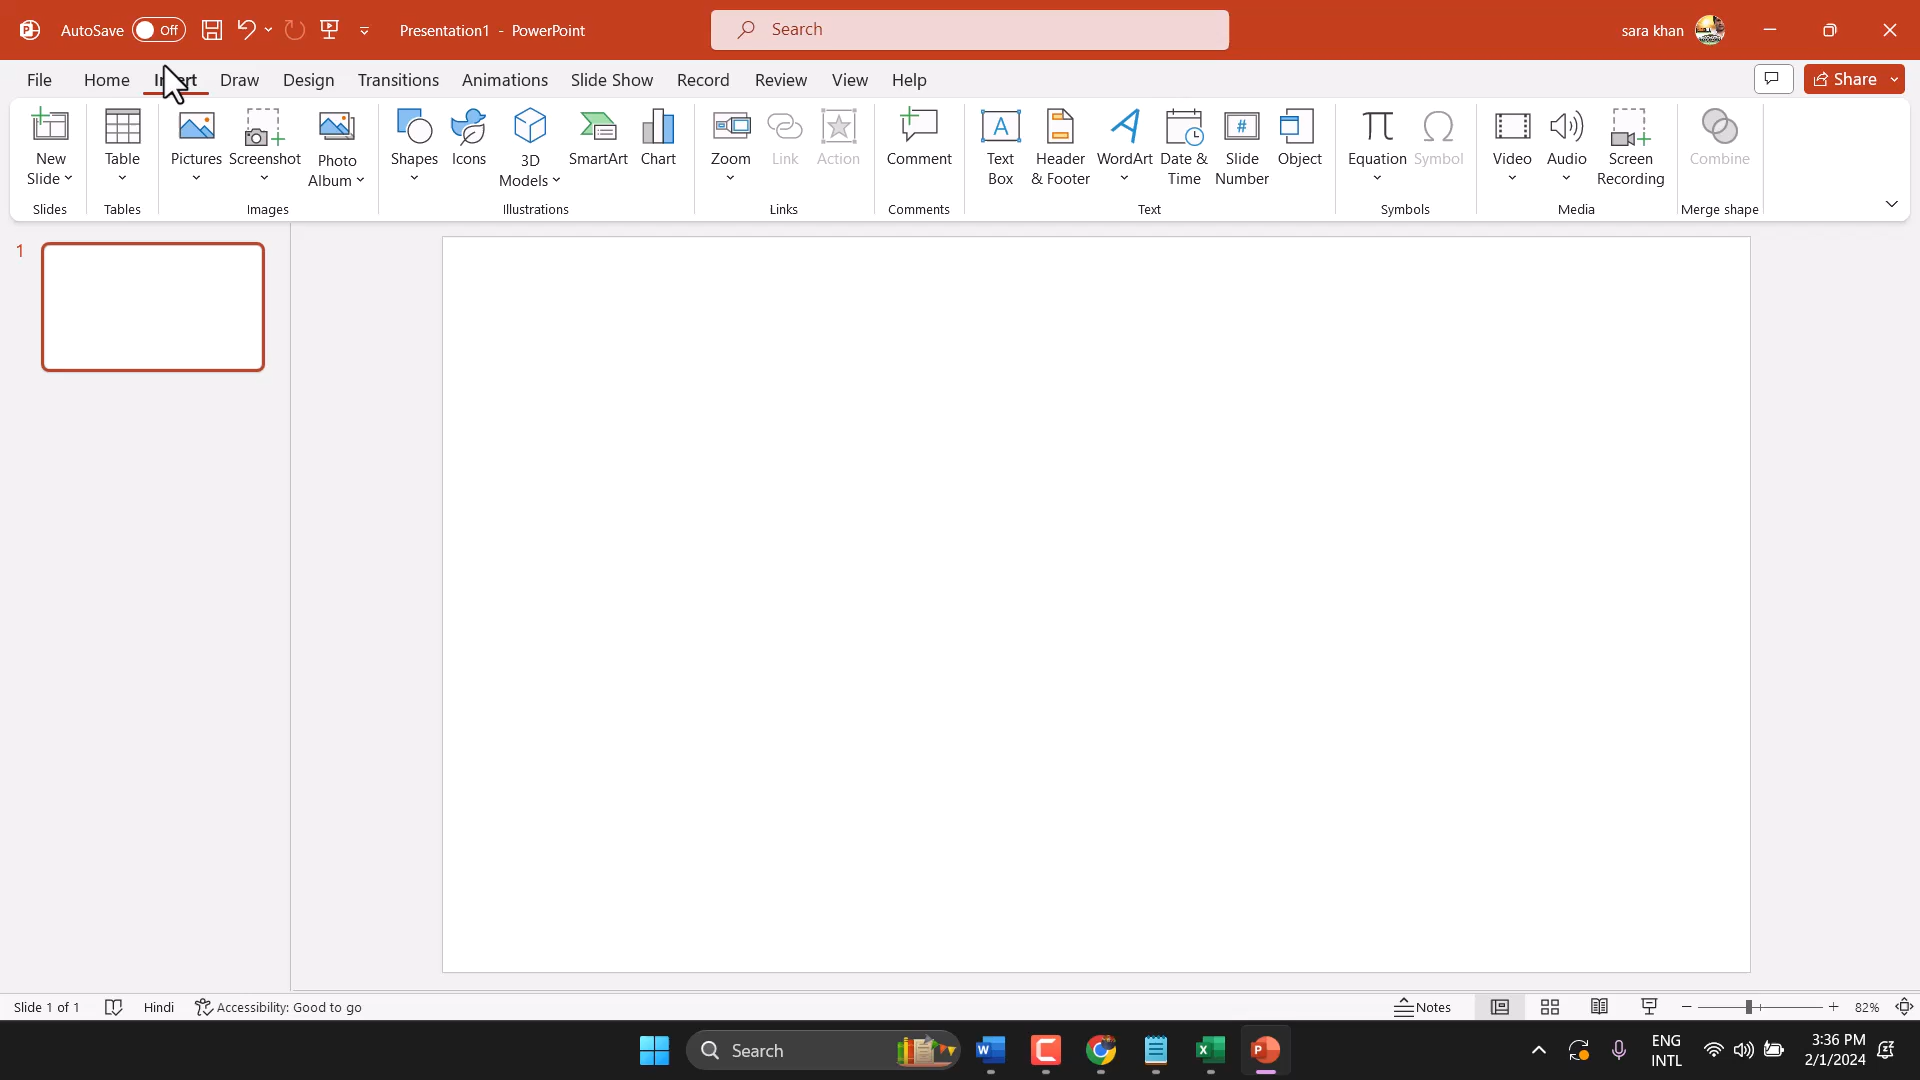 AutoSave Off Presentation1 - PowerPoint Search sara khan
File Home Insert Draw Design Transitions Animations Slide Show Record Review View Help Share
New Slide
Table
Pictures
Screenshot
Photo Album
Shapes
Icons
3D Models
SmartArt
Chart
Zoom
Link
Action
Comment
Text Box
Header & Footer
WordArt
Date & Time
Slide Number
Object
Equation
Symbol
Video
Audio
Screen Recording
Combine
Slides Tables Images Illustrations Links Comments Text Symbols Media Merge shape
1
Slide 1 of 1 Hindi Accessibility: Good to go Notes 82%
Search ENG INTL 3:36 PM 2/1/2024